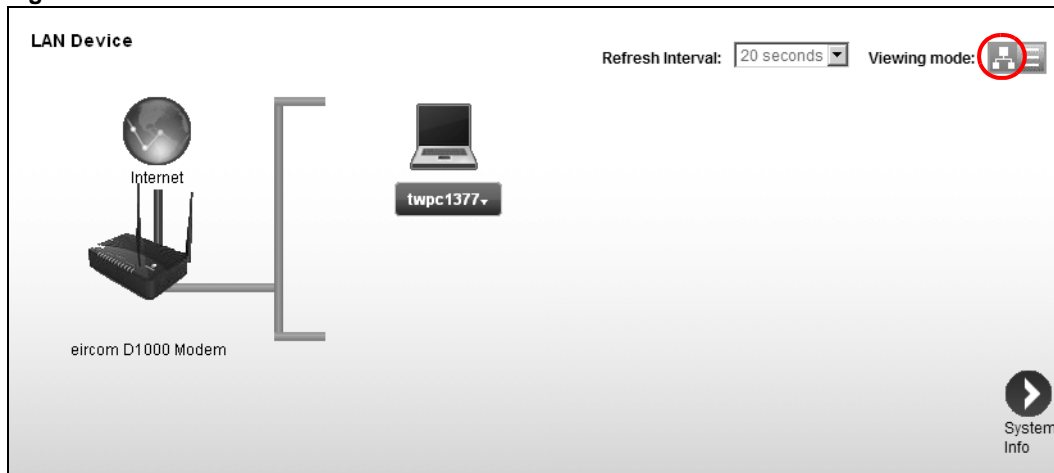 LAN Device
Refresh Interval: 20 seconds Viewing mode:
Internet
twpc1377
eircom D1000 Modem
System
Info